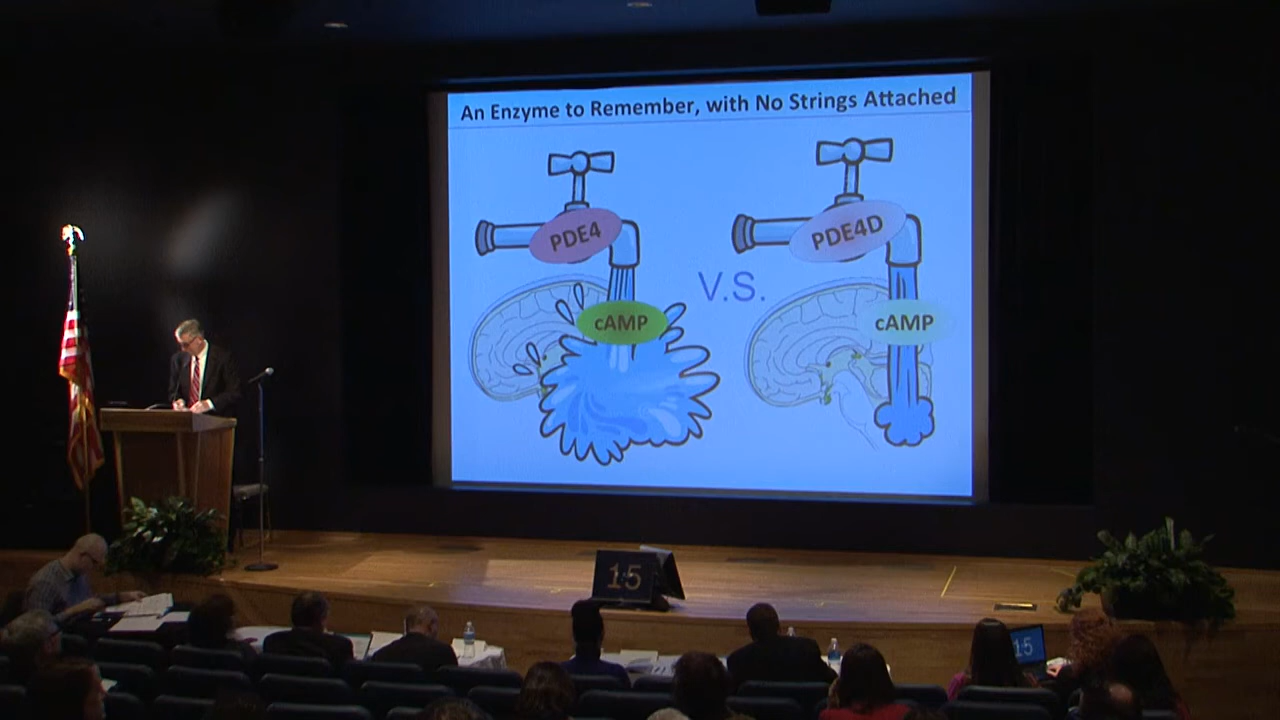 An Enzyme to Remember, with No Strings Attached
PDE4
PDE4D
V.S.
cAMP
cAMP
15
15